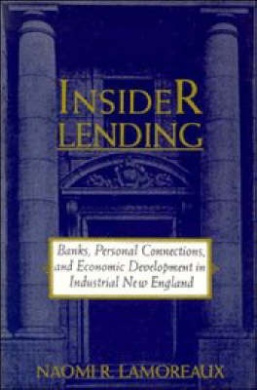 INSIDER
LENDING
Banks, Personal Connections,
and Economic Development in
Industrial New England
NAOMI R. LAMOREAUX